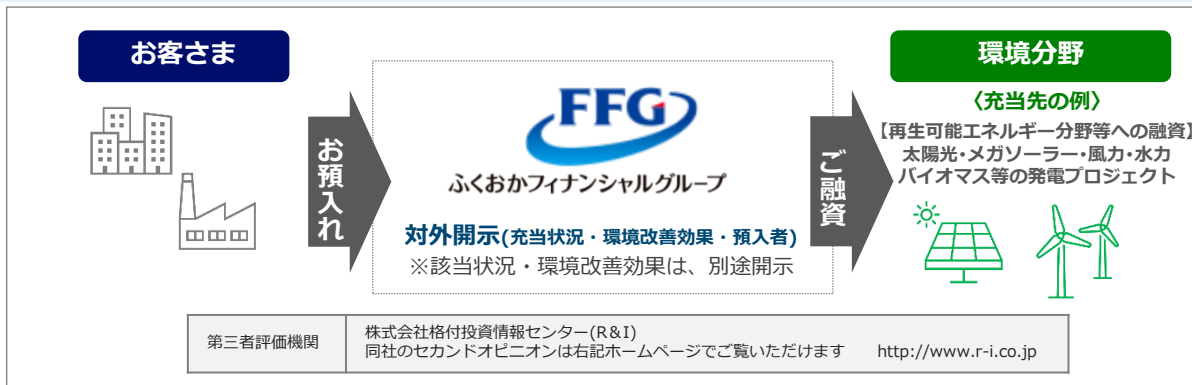 お客さま
お預入れ
FFG
ふくおかフィナンシャルグループ
対外開示(充当状況・環境改善効果・預入者)
※該当状況・環境改善効果は、別途開示
ご融資
環境分野
〈充当先の例〉
【再生可能エネルギー分野等への融資】
太陽光・メガソーラー・風力・水力
バイオマス等の発電プロジェクト
第三者評価機関
株式会社格付投資情報センター(R&I)
同社のセカンドオピニオンは右記ホームページでご覧いただけます http://www.r-i.co.jp